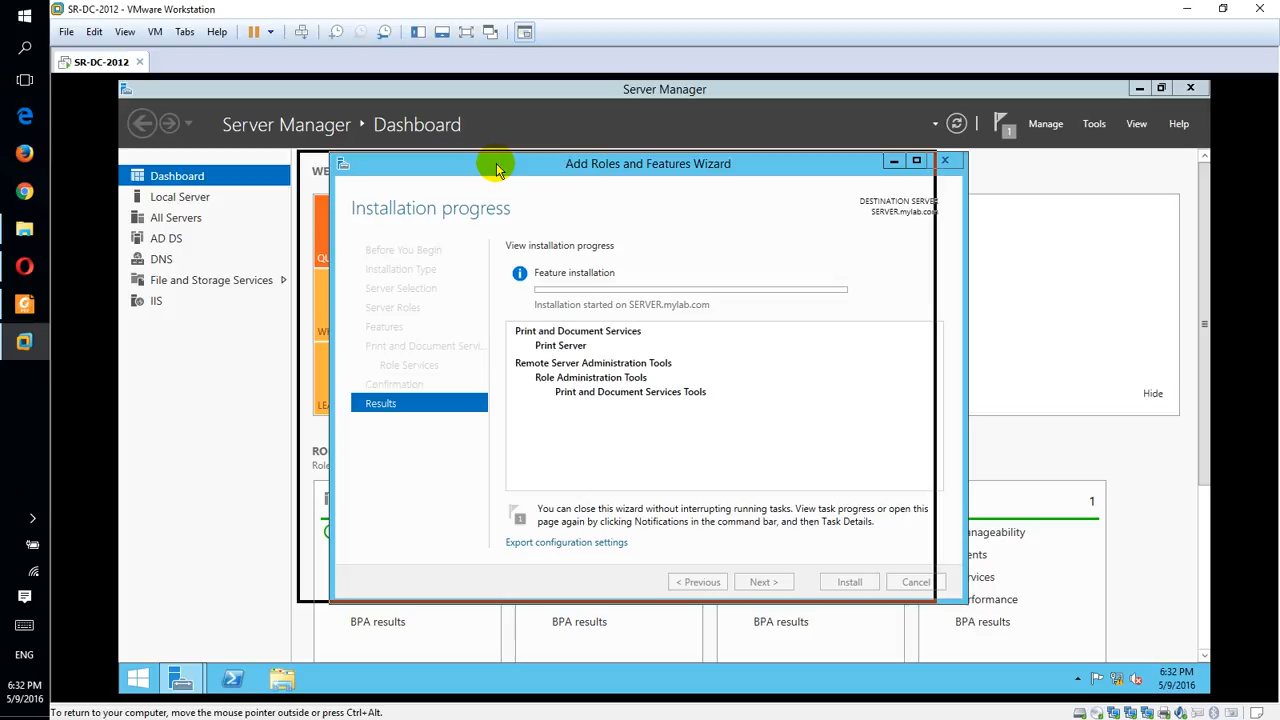 SR-DC-2012 - VMware Workstation
File Edit View VM Tabs Help
SR-DC-2012
Server Manager
Server Manager Dashboard
1
Manage Tools View Help
Dashboard
Local Server
All Servers
AD DS
DNS
File and Storage Services
IIS
WE
QU
WH
LEA
Hide
RO
Role
Add Roles and Features Wizard
Installation progress
DESTINATION SERVER
SERVER.mylab.com
Before You Begin
Installation Type
Server Selection
Server Roles
Features
Print and Document Servi...
Role Services
Confirmation
Results
View installation progress
Feature installation
Installation started on SERVER.mylab.com
Print and Document Services
Print Server
Remote Server Administration Tools
Role Administration Tools
Print and Document Services Tools
1
You can close this wizard without interrupting running tasks. View task progress or open this
page again by clicking Notifications in the command bar, and then Task Details.
Export configuration settings
< Previous Next > Install Cancel
1
anageability
ents
rvices
rformance
BPA results BPA results BPA results BPA results
6:32 PM
5/9/2016
ENG
6:32 PM
5/9/2016
To return to your computer, move the mouse pointer outside or press Ctrl+Alt.